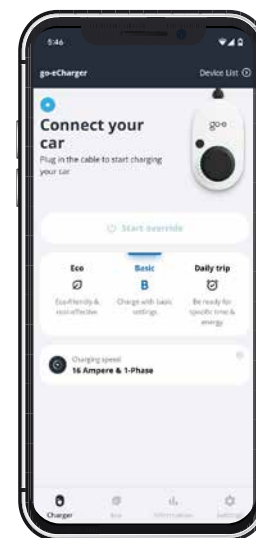 5:46
go-eCharger Device List
Connect your
car
Plug in the cable to start charging
your car
go-e
Start override
Eco Basic Daily trip
B
Eco-friendly & Charge with basic Be ready for
cost-effective settings specific time &
energy
Charging speed
16 Ampere & 1-Phase
Charger Eco Information Settings